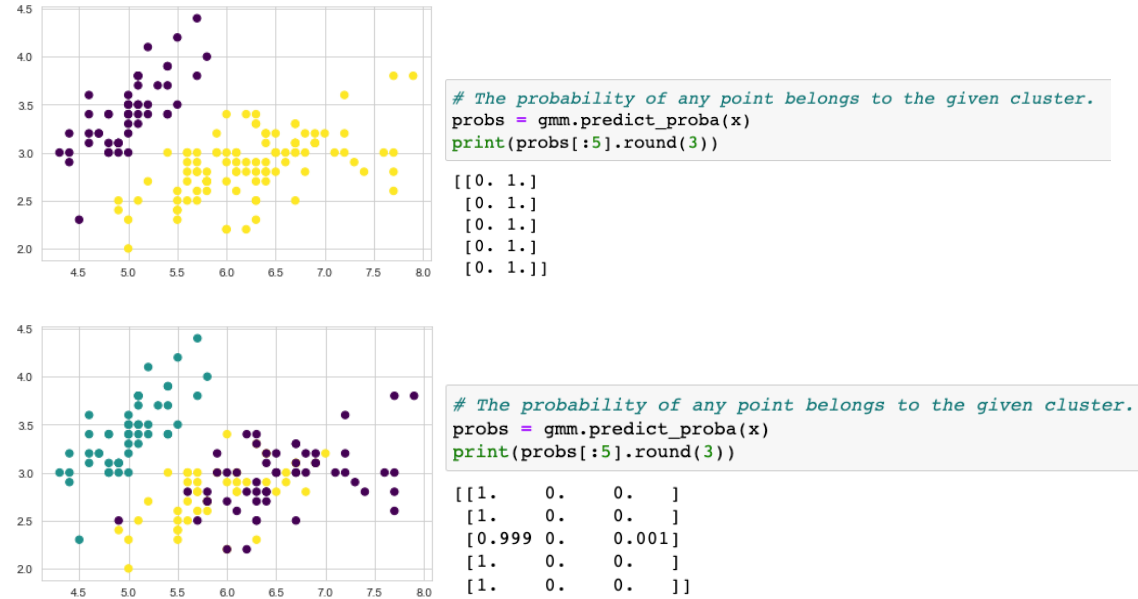 4.5
4.0
3.5
3.0
2.5
2.0
4.5 5.0 5.5 6.0 6.5 7.0 7.5 8.0
# The probability of any point belongs to the given cluster.
probs = gmm.predict_proba(x)
print(probs[:5].round(3))
[[0. 1.]
[0. 1.]
[0. 1.]
[0. 1.]
[0. 1.]]
4.5
4.0
3.5
3.0
2.5
2.0
4.5 5.0 5.5 6.0 6.5 7.0 7.5 8.0
# The probability of any point belongs to the given cluster.
probs = gmm.predict_proba(x)
print(probs[:5].round(3))
[[1. 0. 0. ]
[1. 0. 0. ]
[0.999 0. 0.001]
[1. 0. 0. ]
[1. 0. 0. ]]